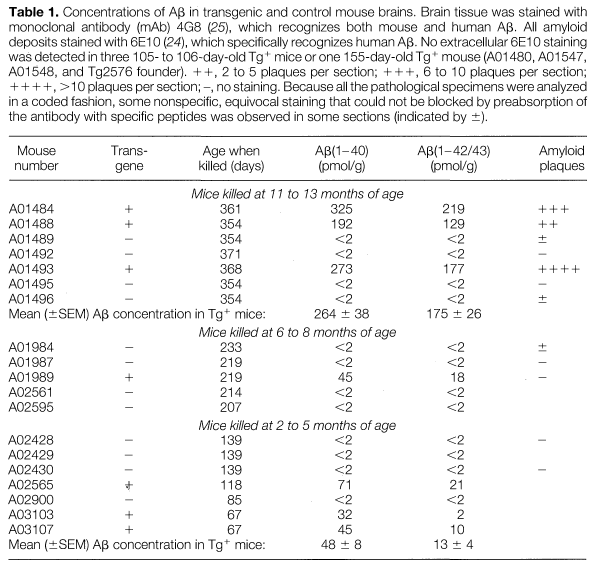 Table 1. Concentrations of Aβ in transgenic and control mouse brains. Brain tissue was stained with
monoclonal antibody (mAb) 4G8 (25), which recognizes both mouse and human Aβ. All amyloid
deposits stained with 6E10 (24), which specifically recognizes human Aβ. No extracellular 6E10 staining
was detected in three 105- to 106-day-old Tg+ mice or one 155-day-old Tg+ mouse (A01480, A01547,
A01548, and Tg2576 founder). ++, 2 to 5 plaques per section; +++, 6 to 10 plaques per section;
++++, >10 plaques per section; −, no staining. Because all the pathological specimens were analyzed
in a coded fashion, some nonspecific, equivocal staining that could not be blocked by preabsorption of
the antibody with specific peptides was observed in some sections (indicated by ±).
Mouse Trans- Age when Aβ(1–40) Aβ(1–42/43) Amyloid
number gene killed (days) (pmol/g) (pmol/g) plaques
Mice killed at 11 to 13 months of age
A01484 + 361 325 219 +++
A01488 + 354 192 129 ++
A01489 − 354 <2 <2 ±
A01492 − 371 <2 <2 −
A01493 + 368 273 177 ++++
A01495 − 354 <2 <2 −
A01496 − 354 <2 <2 ±
Mean (±SEM) Aβ concentration in Tg+ mice: 264 ± 38 175 ± 26
Mice killed at 6 to 8 months of age
A01984 − 233 <2 <2 ±
A01987 − 219 <2 <2 −
A01989 + 219 45 18 −
A02561 − 214 <2 <2
A02595 − 207 <2 <2
Mice killed at 2 to 5 months of age
A02428 − 139 <2 <2 −
A02429 − 139 <2 <2
A02430 − 139 <2 <2 −
A02565 + 118 71 21
A02900 − 85 <2 <2
A03103 + 67 32 2
A03107 + 67 45 10
Mean (±SEM) Aβ concentration in Tg+ mice: 48 ± 8 13 ± 4